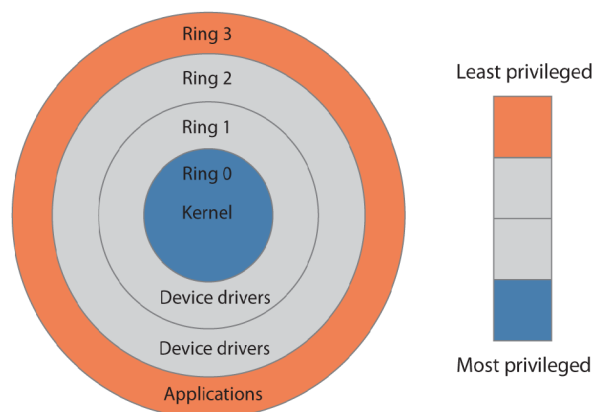 Ring 3
Ring 2
Ring 1
Ring 0
Kernel
Device drivers
Device drivers
Applications
Least privileged
Most privileged